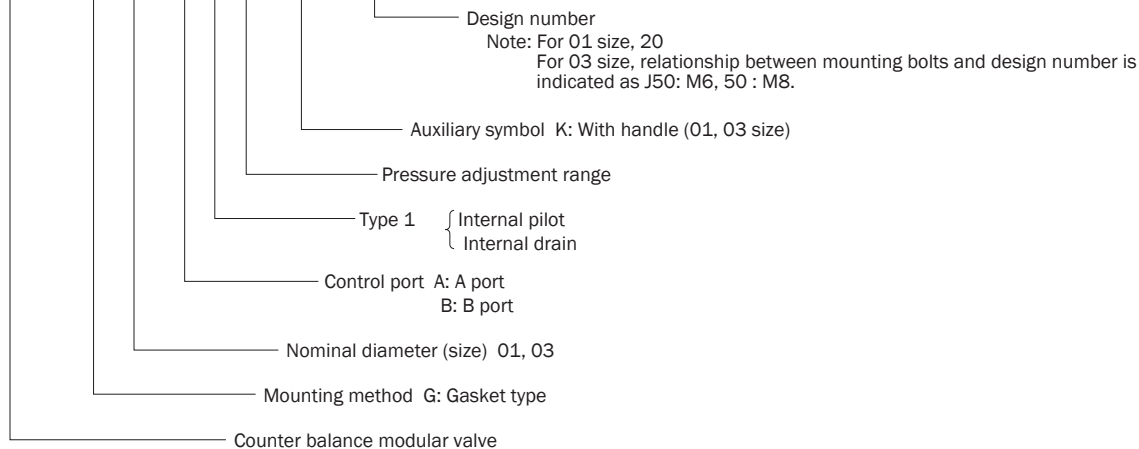 Design number
Note: For 01 size, 20
For 03 size, relationship between mounting bolts and design number is
indicated as J50: M6, 50 : M8.
Auxiliary symbol K: With handle (01, 03 size)
Pressure adjustment range
Type 1 Internal pilot
Internal drain
Control port A: A port
B: B port
Nominal diameter (size) 01, 03
Mounting method G: Gasket type
Counter balance modular valve